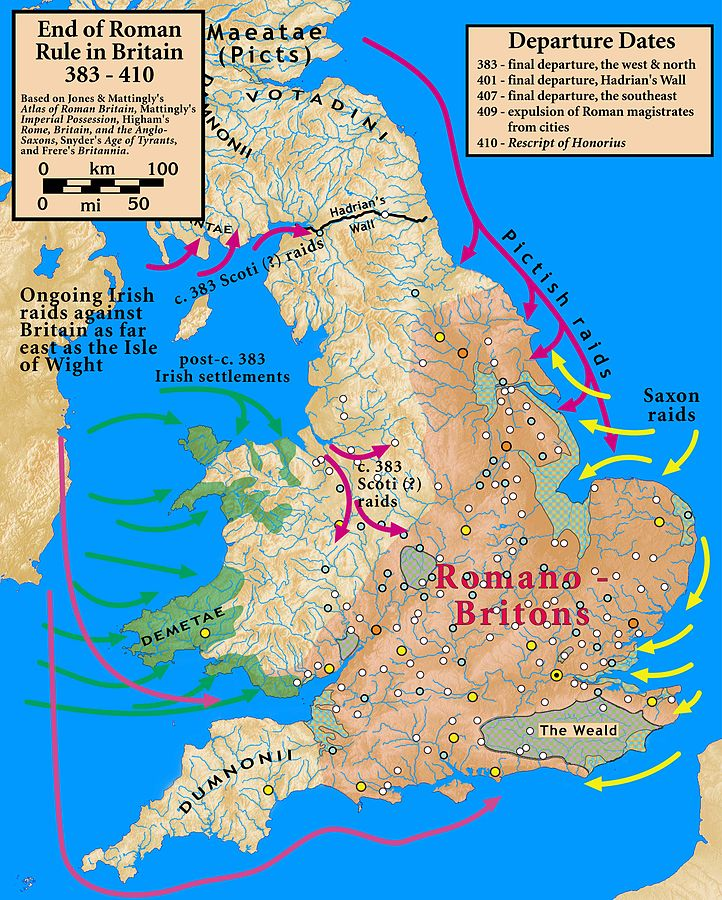 End of Roman
Rule in Britain
383 - 410
Based on Jones & Mattingly's
Atlas of Roman Britain, Mattingly's
Imperial Possession, Higham's
Rome, Britain, and the Anglo-
Saxons, Snyder's Age of Tyrants,
and Frere's Britannia.
0 km 100
0 mi 50
Departure Dates
383 - final departure, the west & north
401 - final departure, Hadrian's Wall
407 - final departure, the southeast
409 - expulsion of Roman magistrates
from cities
410 - Rescript of Honorius
Maeatae
(Picts)
VOTADINI
DAMNONII
NTAE
Hadrian's
Wall
c. 383 Scoti (?) raids
Pictish raids
Ongoing Irish
raids against
Britain as far
east as the Isle
of Wight
post-c. 383
Irish settlements
Saxon
raids
c. 383
Scoti (?)
raids
Romano -
Britons
DEMETAE
The Weald
DUMNONII